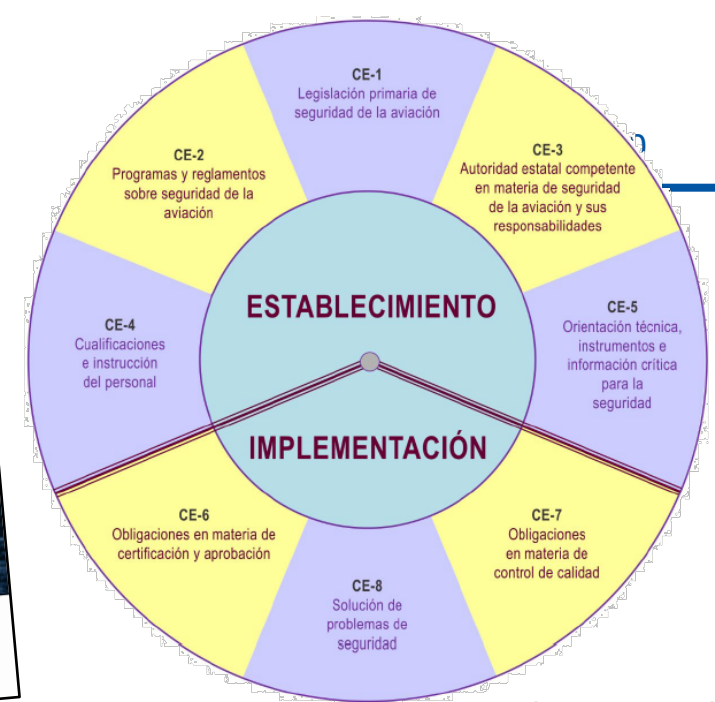 CE-1
Legislación primaria de
seguridad de la aviación
CE-2
Programas y reglamentos
sobre seguridad de la
aviación
CE-3
Autoridad estatal competente
en materia de seguridad
de la aviación y sus
responsabilidades
CE-4
Cualificaciones
e instrucción
del personal
ESTABLECIMIENTO
CE-5
Orientación técnica,
instrumentos e
información crítica
para la
seguridad
IMPLEMENTACIÓN
CE-6
Obligaciones en materia de
certificación y aprobación
CE-7
Obligaciones
en materia de
control de calidad
CE-8
Solución de
problemas de
seguridad